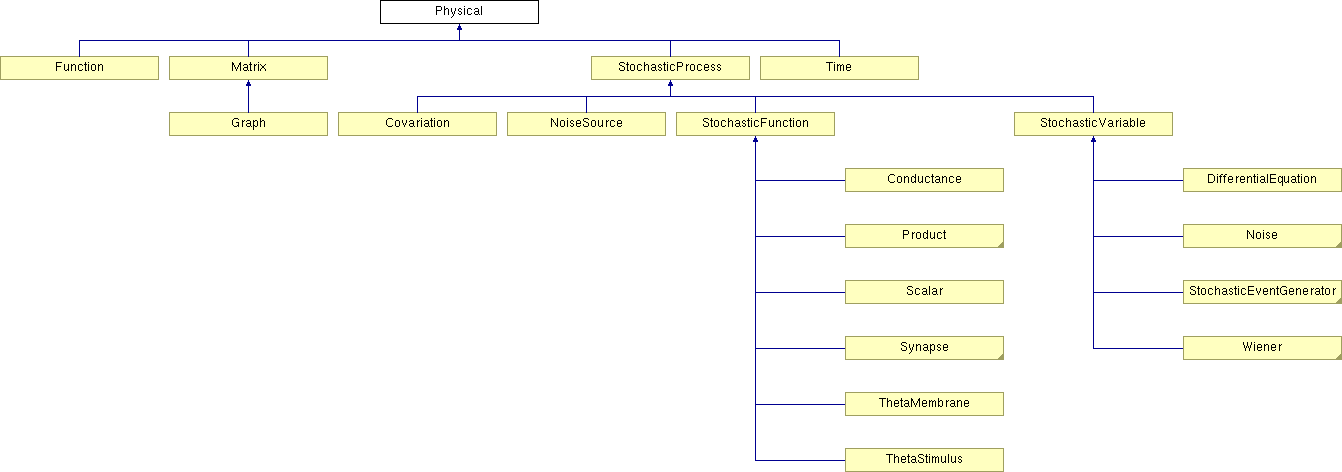 Physical
Function
Matrix
StochasticProcess
Time
Graph
Covariation
NoiseSource
StochasticFunction
StochasticVariable
Conductance
DifferentialEquation
Product
Noise
Scalar
StochasticEventGenerator
Synapse
Wiener
ThetaMembrane
ThetaStimulus